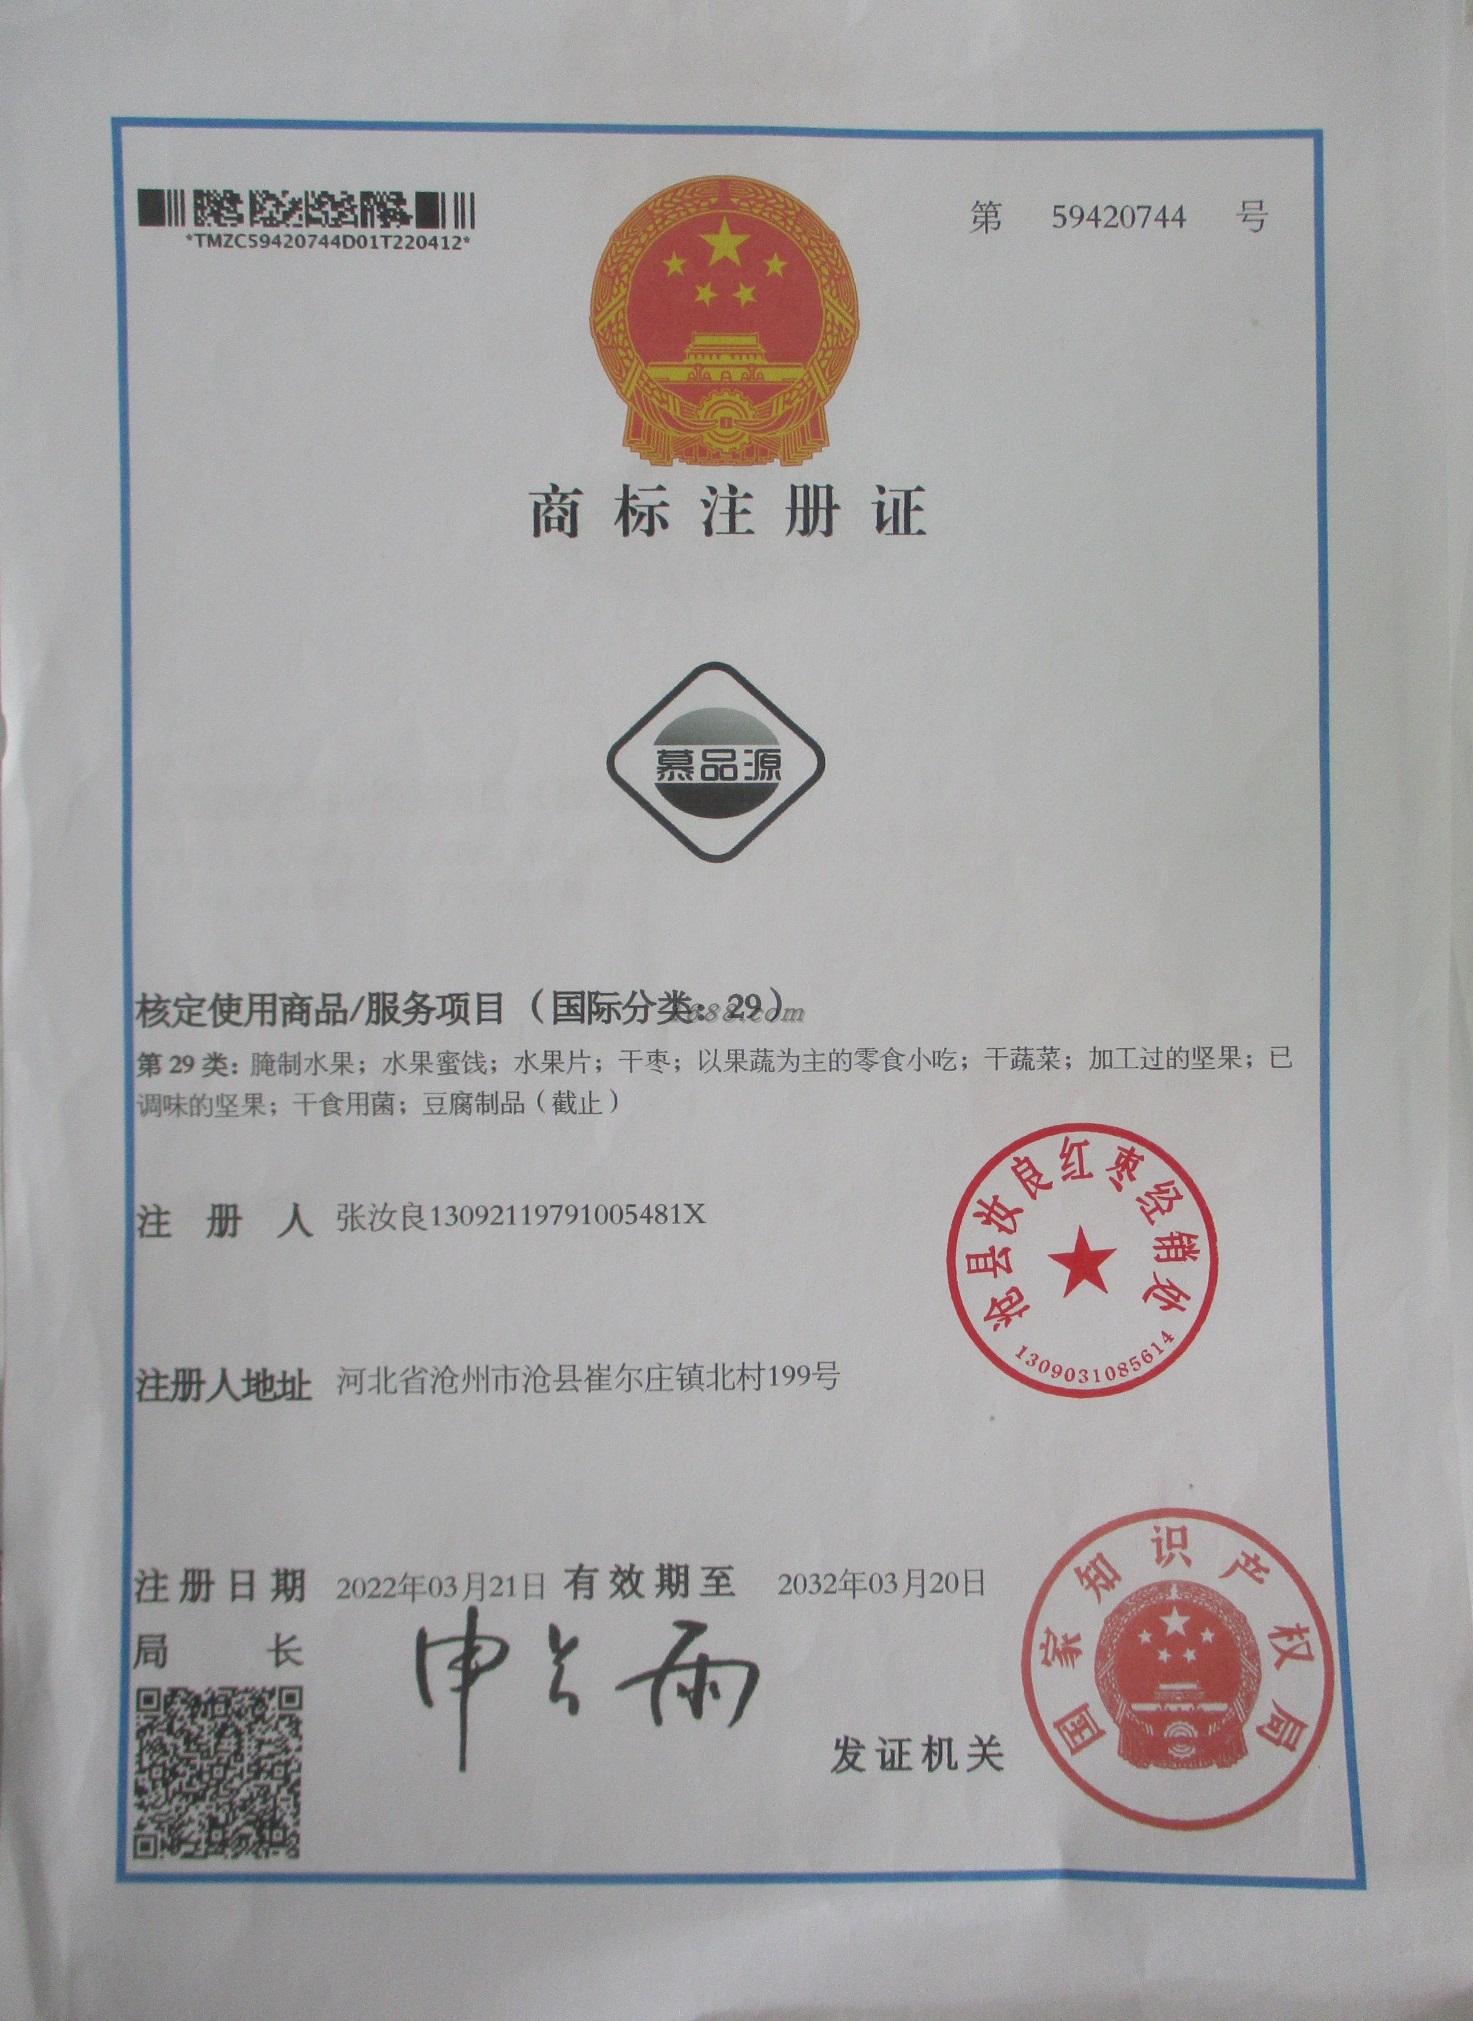 *TMZC59420744D01T220412*
第 59420744 号
商标注册证
慕品源
核定使用商品/服务项目（国际分类：29）
1688.com
第29类：腌制水果；水果蜜饯；水果片；干枣；以果蔬为主的零食小吃；干蔬菜；加工过的坚果；已
调味的坚果；干食用菌；豆腐制品（截止）
注册人 张汝良13092119791005481X
沧县汝良红枣经销处
1309031085614
注册人地址 河北省沧州市沧县崔尔庄镇北村199号
注册日期 2022年03月21日 有效期至 2032年03月20日
局长 申长雨
发证机关
国家知识产权局